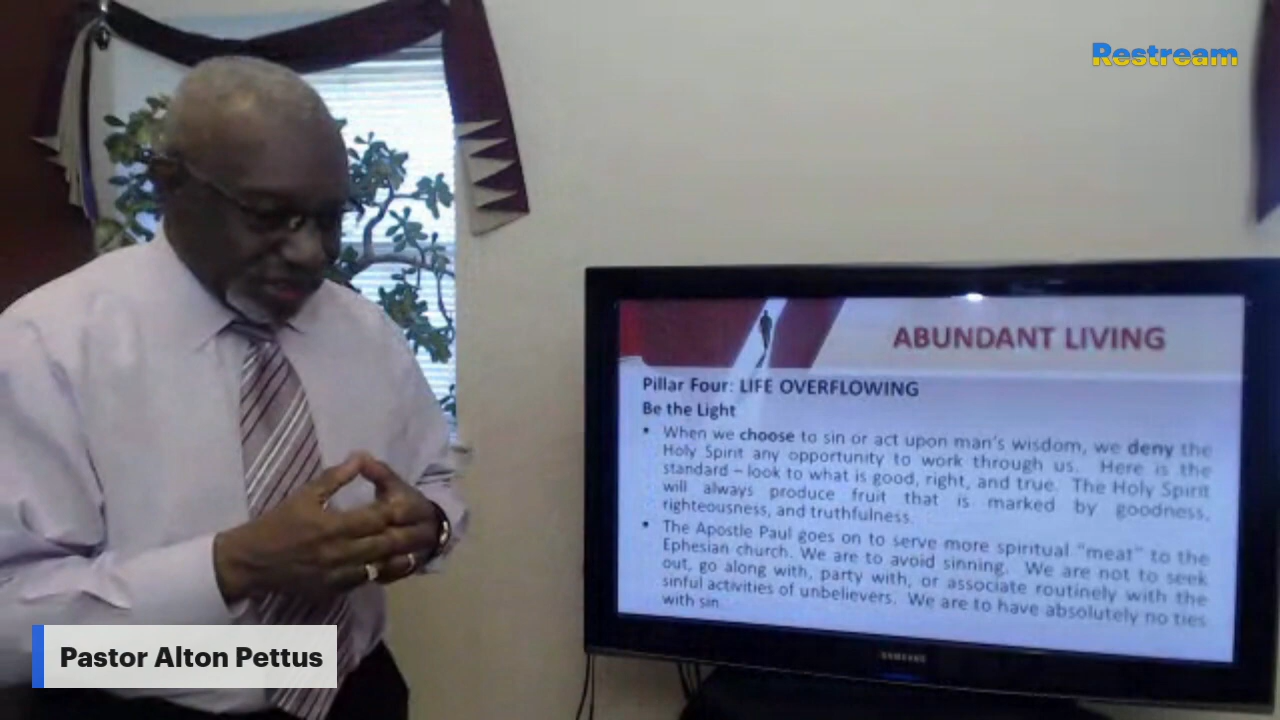 Restream
ABUNDANT LIVING
Pillar Four: LIFE OVERFLOWING
Be the Light
▪ When we choose to sin or act upon man's wisdom, we deny the
Holy Spirit any opportunity to work through us. Here is the
standard – look to what is good, right, and true. The Holy Spirit
will always produce fruit that is marked by goodness,
righteousness, and truthfulness.
▪ The Apostle Paul goes on to serve more spiritual "meat" to the
Ephesian church. We are to avoid sinning. We are not to seek
out, go along with, party with, or associate routinely with the
sinful activities of unbelievers. We are to have absolutely no ties
with sin.
SAMSUNG
Pastor Alton Pettus